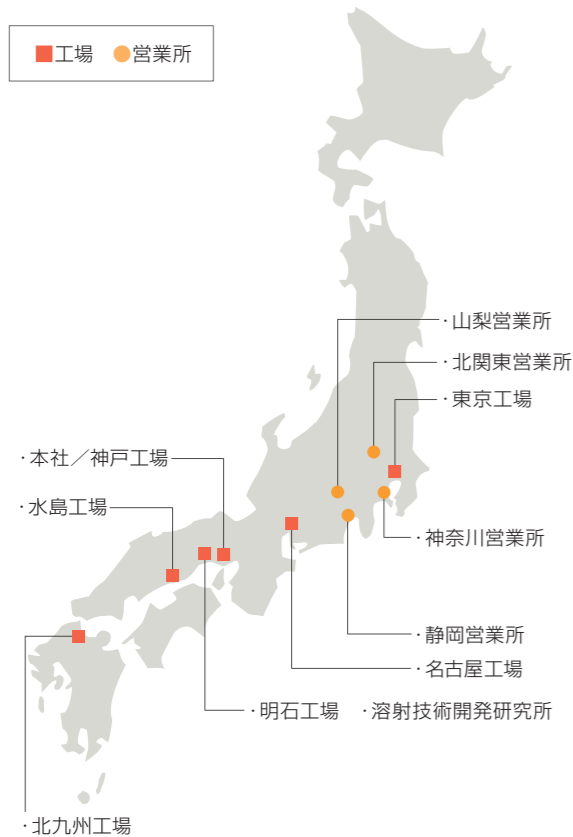 工場 営業所
・山梨営業所
・北関東営業所
・東京工場
・本社／神戸工場
・水島工場
・神奈川営業所
・静岡営業所
・名古屋工場
・明石工場 ・溶射技術開発研究所
・北九州工場